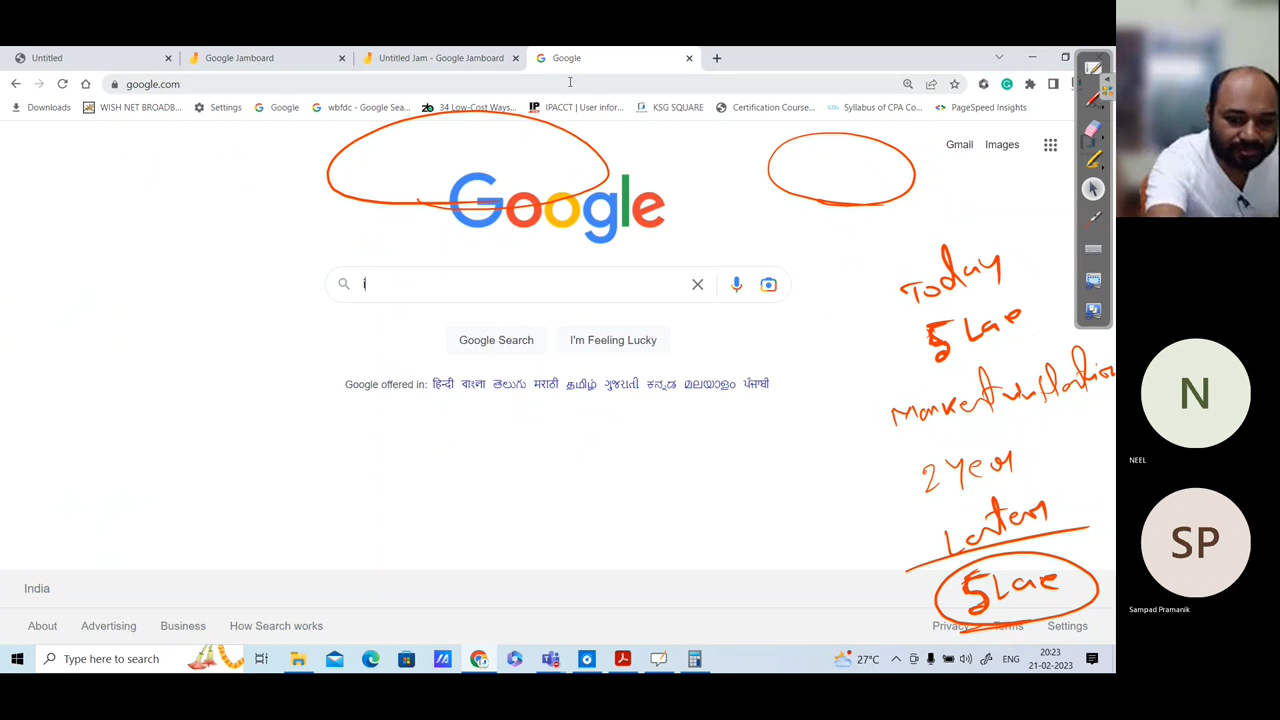 Untitled
Google Jamboard
Untitled Jam - Google Jamboard
Google
google.com
Downloads
WISH NET BROADB...
Settings
Google
wbfdc - Google Sea...
34 Low-Cost Ways...
IPACCT | User infor...
KSG SQUARE
Certification Course...
Syllabus of CPA Co...
PageSpeed Insights
Gmail
Images
Google
i
Google Search
I'm Feeling Lucky
Google offered in: हिन्दी বাংলা తెలుగు मराठी தமிழ் ગુજરાતી ಕನ್ನಡ മലയാളം ਪੰਜਾਬੀ
Today
5 Lac
Market inflation
2 Year
Later
5 Lac
N
NEEL
SP
Sampad Pramanik
India
About
Advertising
Business
How Search works
Privacy
Terms
Settings
Type here to search
27°C
ENG
20:23
21-02-2023